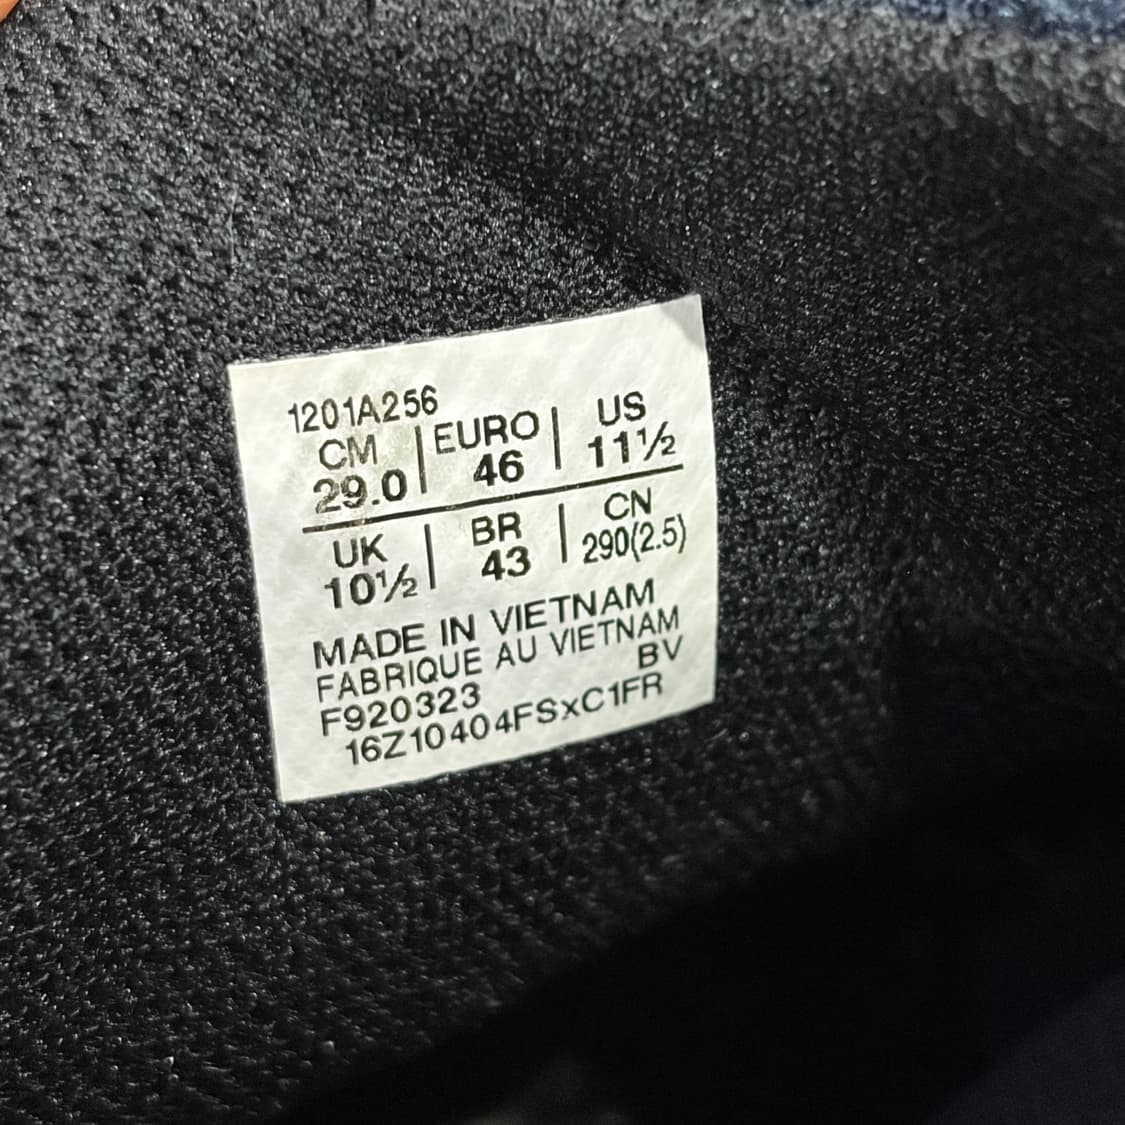 1201A256
CM | EURO | US
29.0 | 46 | 11½
UK | BR | CN
10½ | 43 | 290(2.5)
MADE IN VIETNAM
FABRIQUE AU VIETNAM
F920323 BV
16Z10404FSxC1FR